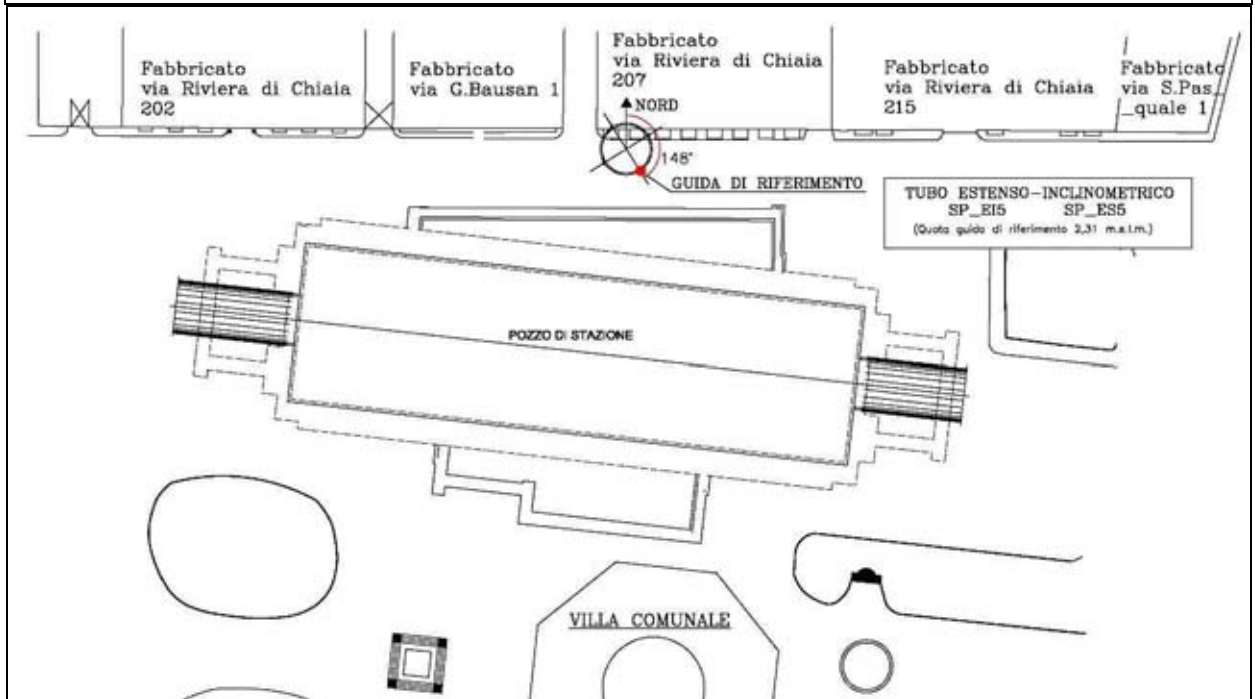 Fabbricato
via Riviera di Chiaia
202
Fabbricato
via G.Bausan 1
Fabbricato
via Riviera di Chiaia
207
Fabbricato
via Riviera di Chiaia
215
Fabbricato
via S.Pas_
_quale 1
NORD
148°
GUIDA DI RIFERIMENTO
TUBO ESTENSO-INCLINOMETRICO
SP_EI5 SP_ES5
(Quota guida di riferimento 2,31 m.s.l.m.)
POZZO DI STAZIONE
VILLA COMUNALE